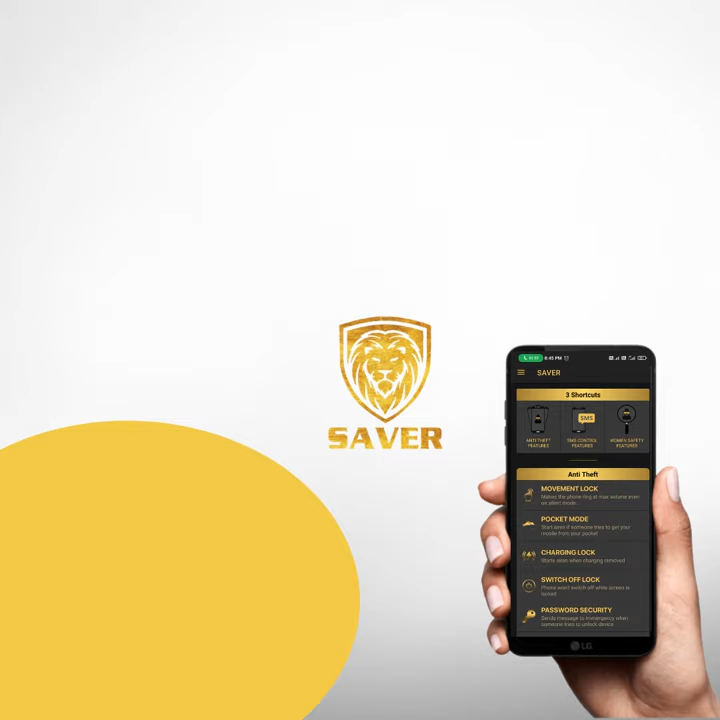 SAVER
8:45 PM
SAVER
3 Shortcuts
SMS
ANTI THEFT
FEATURES
SMS CONTROL
FEATURES
WOMEN SAFETY
FEATURES
Anti Theft
MOVEMENT LOCK
Makes the phone ring at max volume even
on silent mode
POCKET MODE
Start siren if someone tries to get your
mobile from your pocket
CHARGING LOCK
Starts siren when charging removed
SWITCH OFF LOCK
Phone wont switch off while screen is
locked
PASSWORD SECURITY
Sends message to Immergency when
someone tries to unlock device
LG